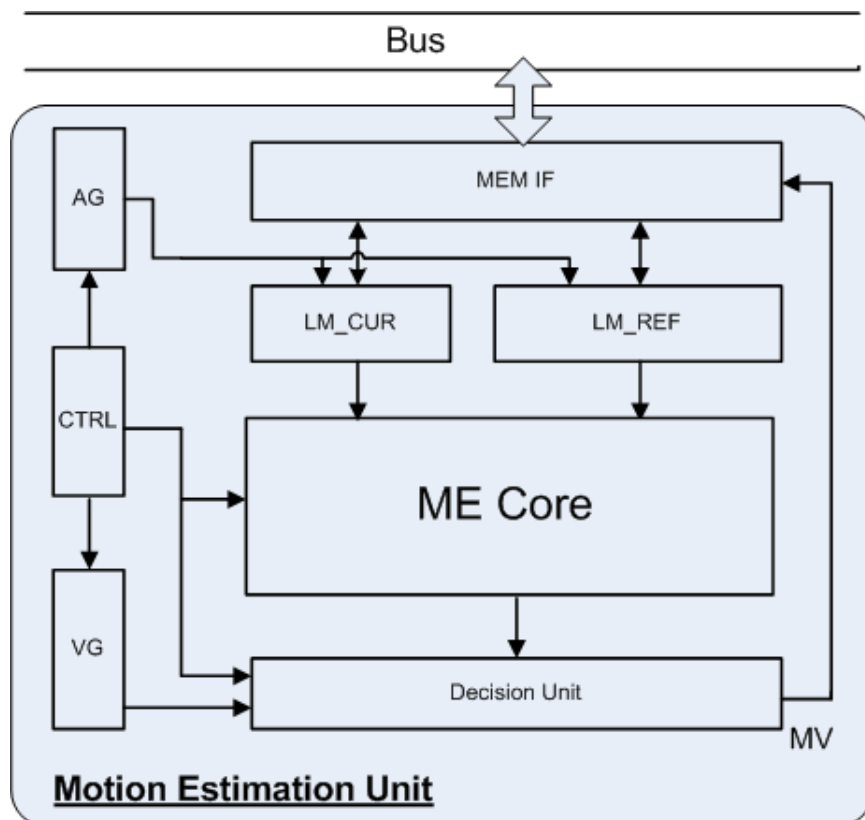 Bus
AG
MEM IF
LM_CUR
LM_REF
CTRL
ME Core
VG
Decision Unit
MV
Motion Estimation Unit